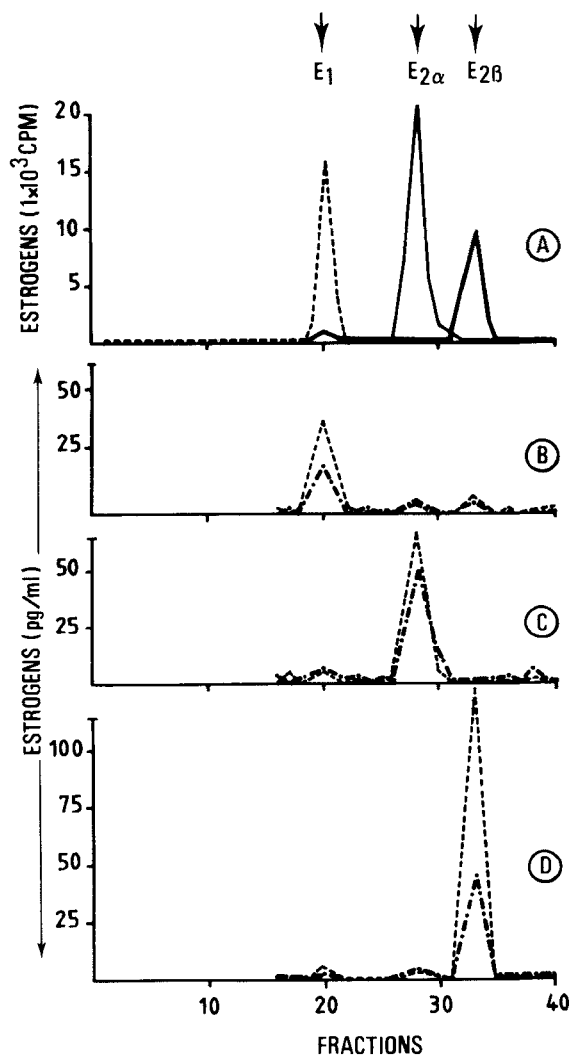 E₁ E₂α E₂β
ESTROGENS (1x10³CPM)
20
15
10
5
A
ESTROGENS (pg/ml)
50
25
B
50
25
C
100
75
50
25
D
10 20 30 40
FRACTIONS